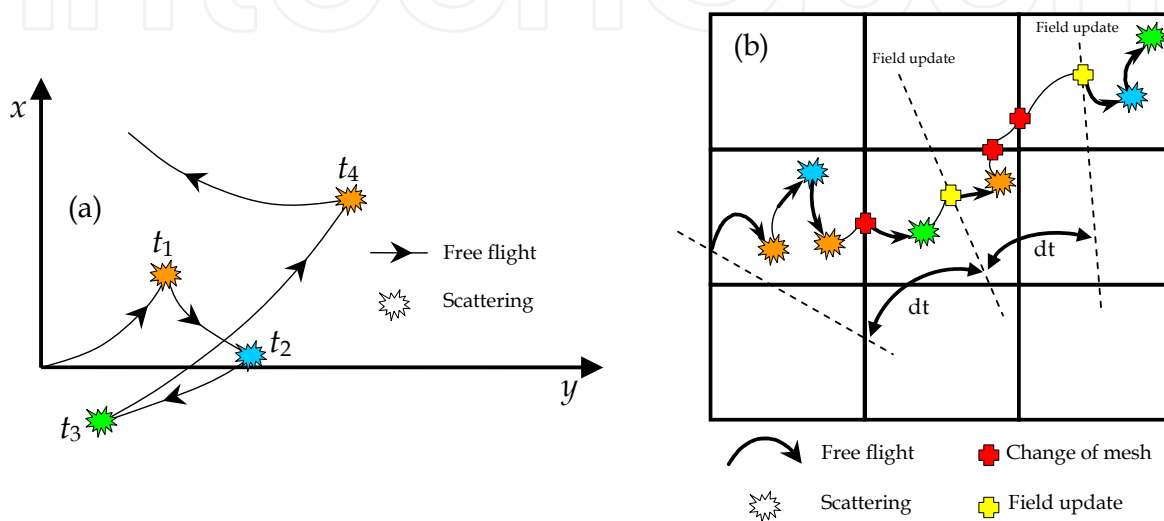 x
(a)
t1
t4
Free flight
Scattering
t2
y
t3
(b)
Field update
Field update
dt
dt
Free flight
Change of mesh
Scattering
Field update